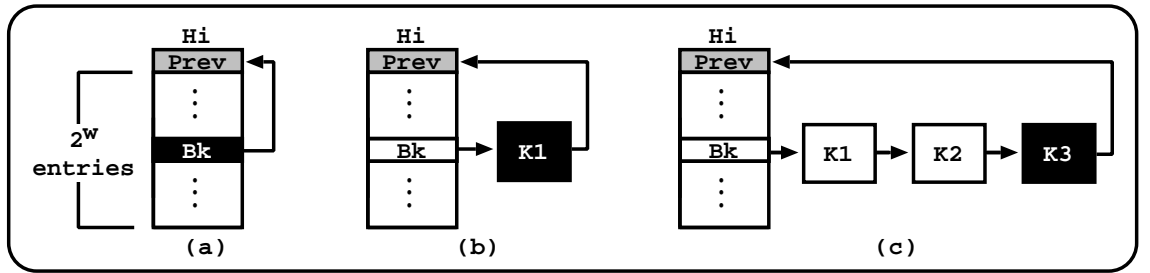 Hi
Prev
⋮
Bk
⋮
2^w
entries
(a)
Hi
Prev
⋮
Bk
⋮
K1
(b)
Hi
Prev
⋮
Bk
⋮
K1
K2
K3
(c)